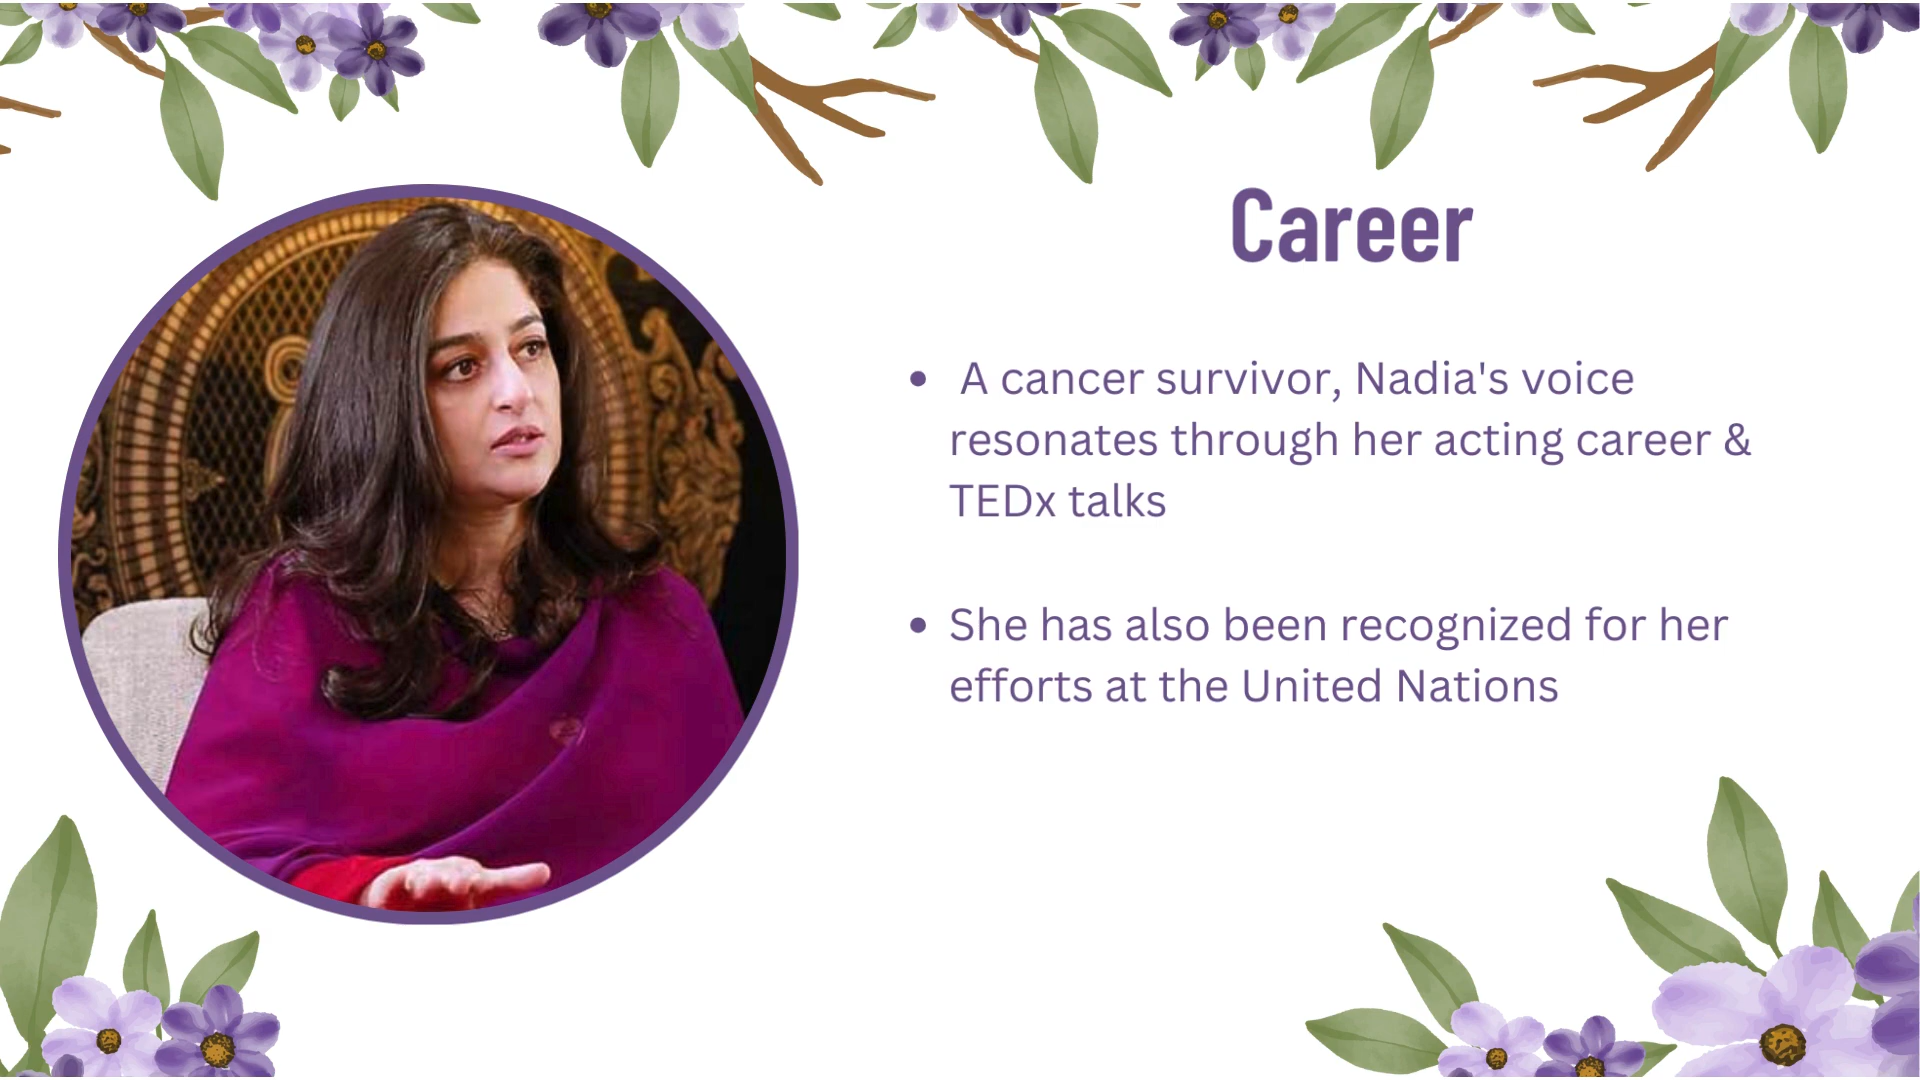 Career
• A cancer survivor, Nadia's voice
resonates through her acting career &
TEDx talks
• She has also been recognized for her
efforts at the United Nations